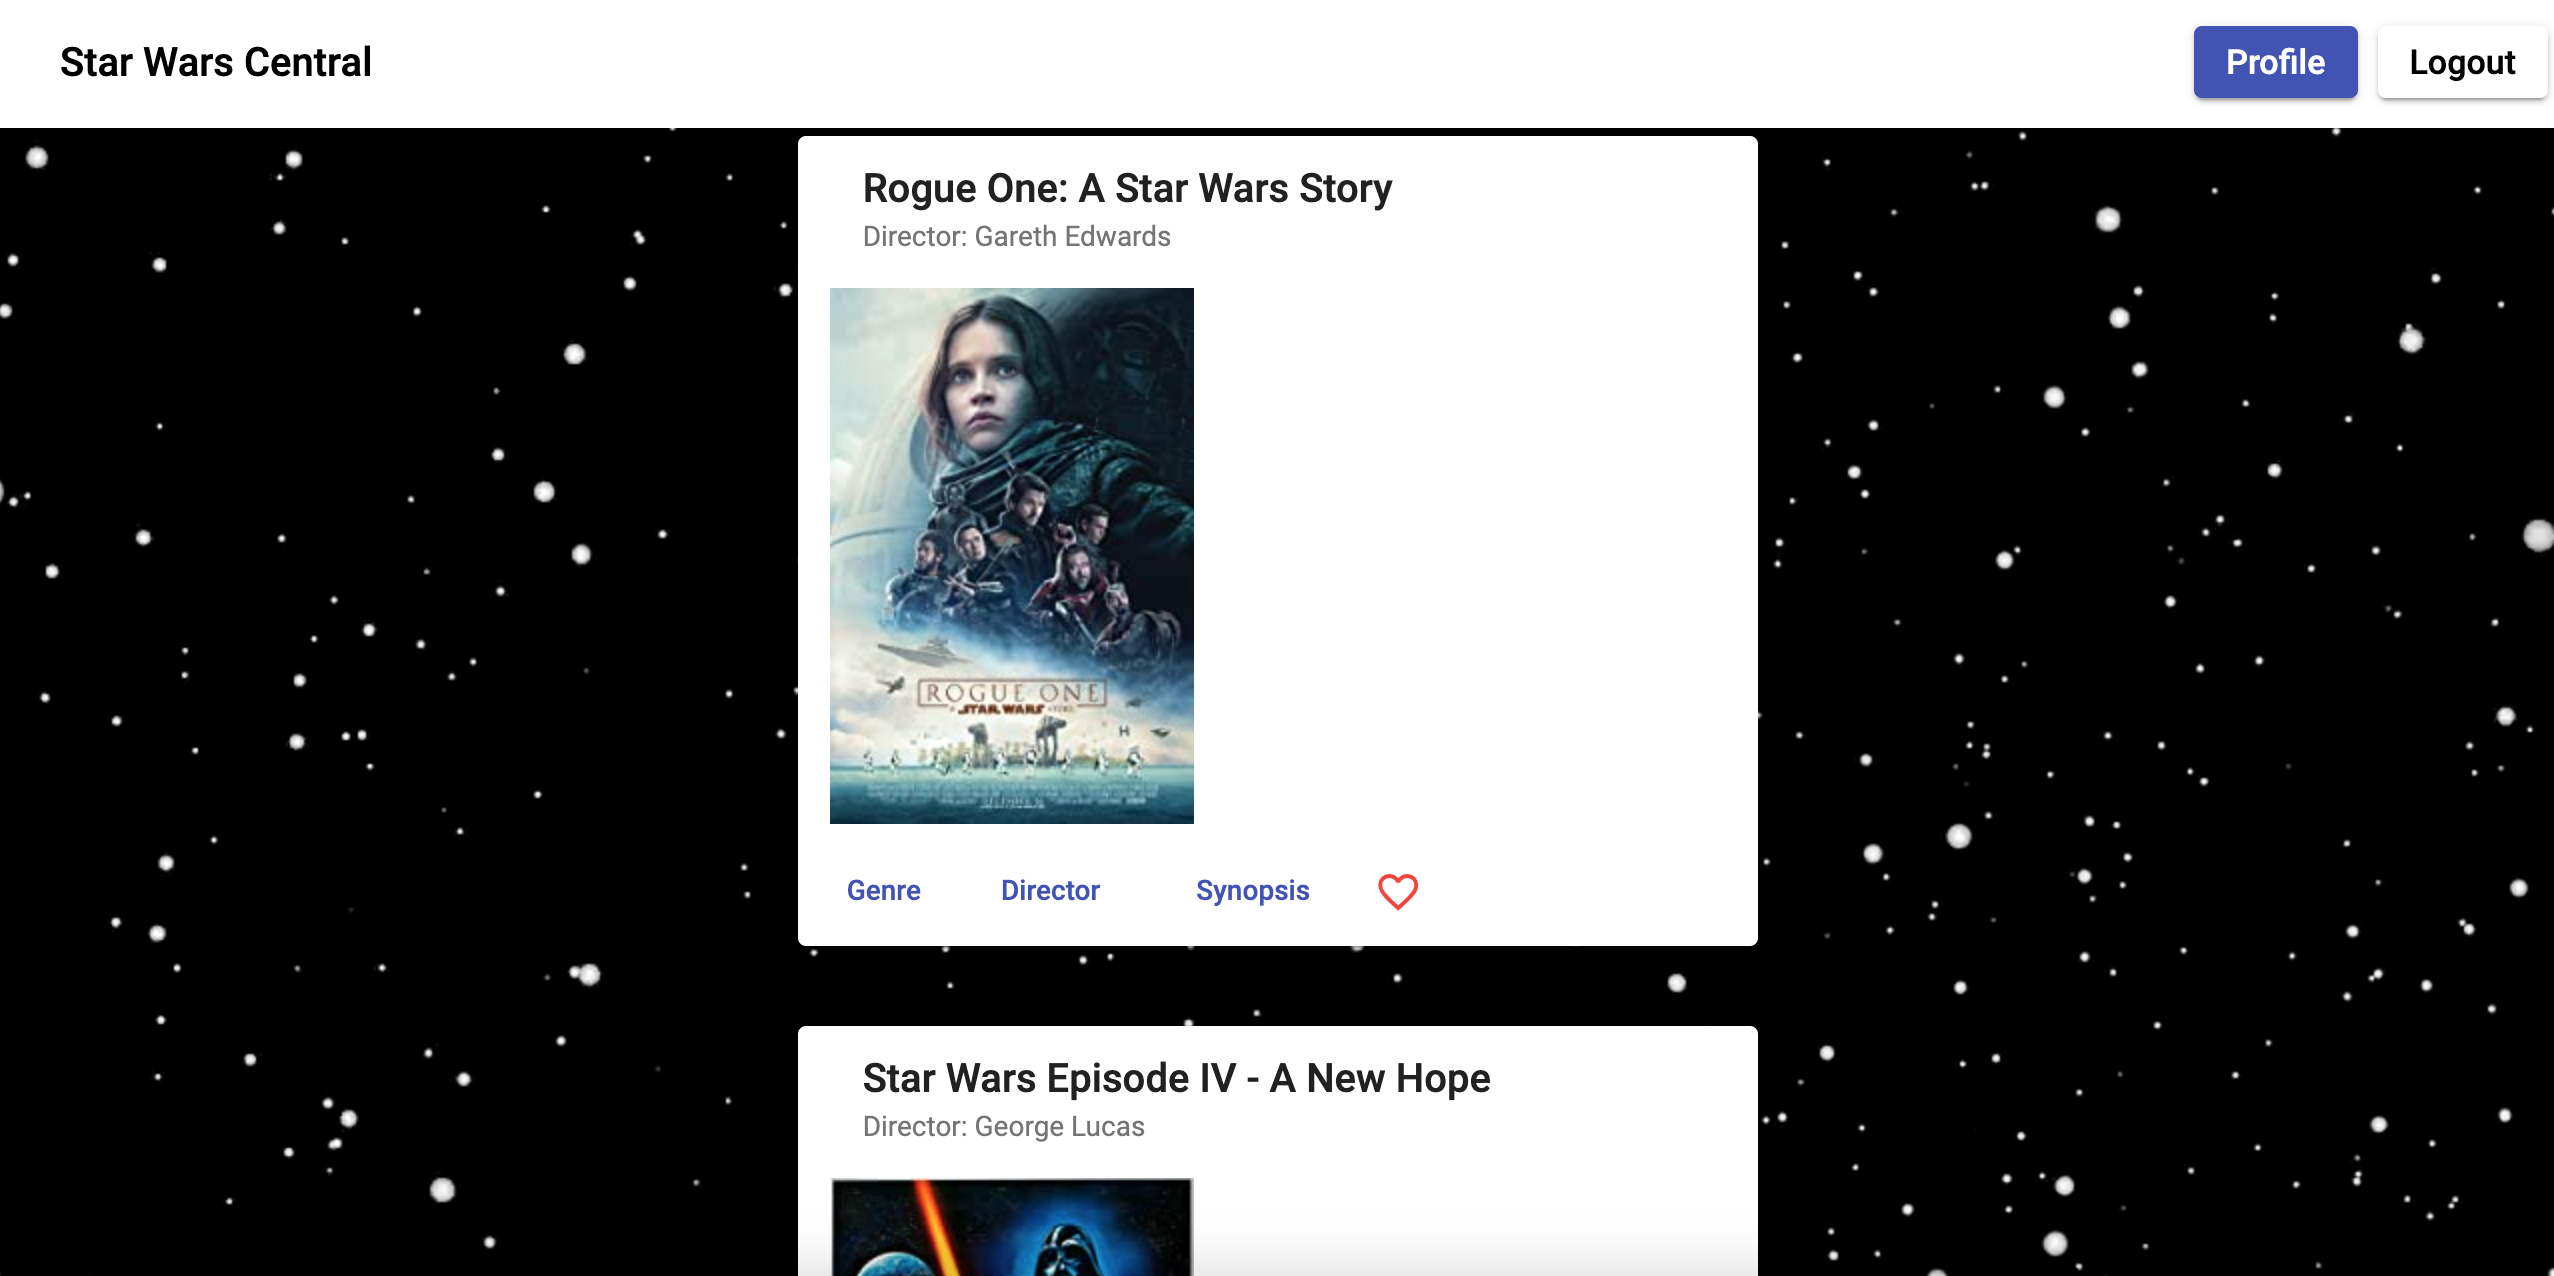 Star Wars Central
Profile
Logout
Rogue One: A Star Wars Story
Director: Gareth Edwards
ROGUE ONE
A STAR WARS STORY
Genre
Director
Synopsis
Star Wars Episode IV - A New Hope
Director: George Lucas